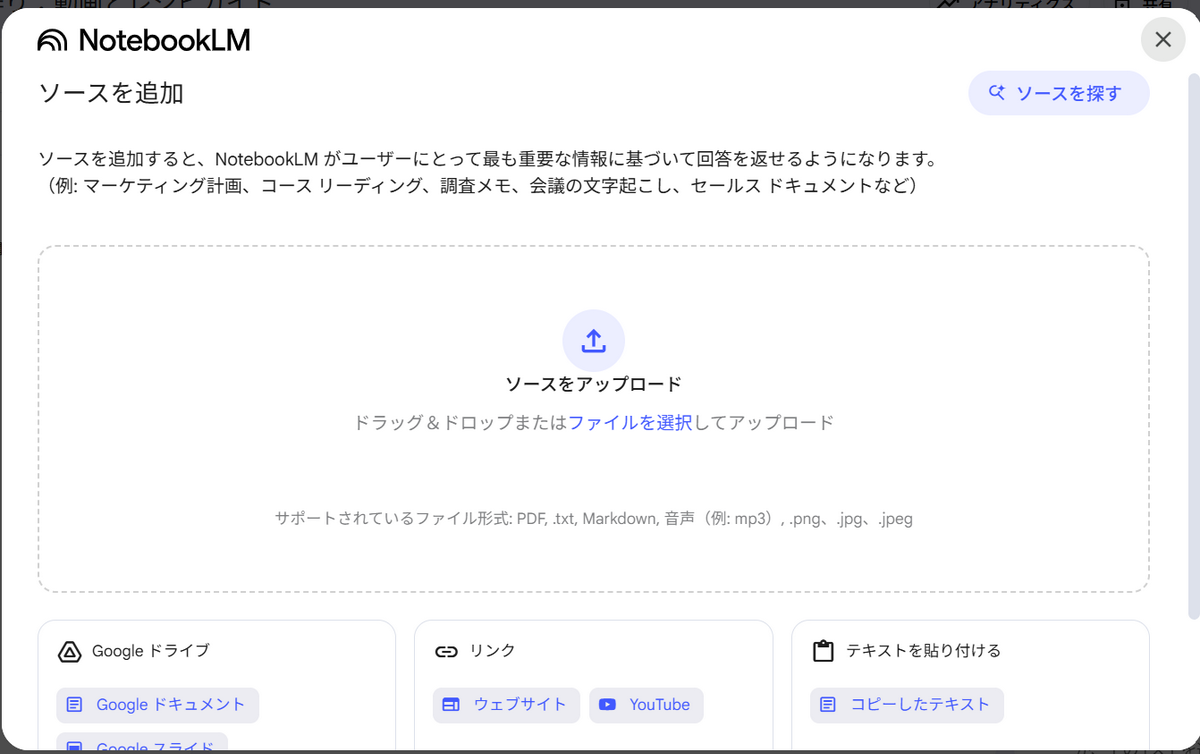 NotebookLM
ソースを追加
ソースを探す
ソースを追加すると、NotebookLM がユーザーにとって最も重要な情報に基づいて回答を返せるようになります。
（例: マーケティング計画、コース リーディング、調査メモ、会議の文字起こし、セールス ドキュメントなど）
ソースをアップロード
ドラッグ＆ドロップまたはファイルを選択してアップロード
サポートされているファイル形式: PDF, .txt, Markdown, 音声（例: mp3）, .png、.jpg、.jpeg
Google ドライブ
Google ドキュメント
Google スライド
リンク
ウェブサイト
YouTube
テキストを貼り付ける
コピーしたテキスト